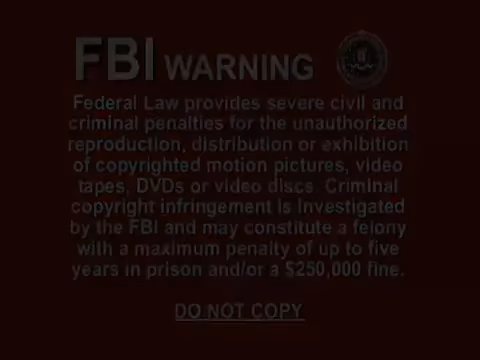 FBI WARNING
Federal Law provides severe civil and
criminal penalties for the unauthorized
reproduction, distribution or exhibition
of copyrighted motion pictures, video
tapes, DVDs or video discs. Criminal
copyright infringement is investigated
by the FBI and may constitute a felony
with a maximum penalty of up to five
years in prison and/or a $250,000 fine.
DO NOT COPY